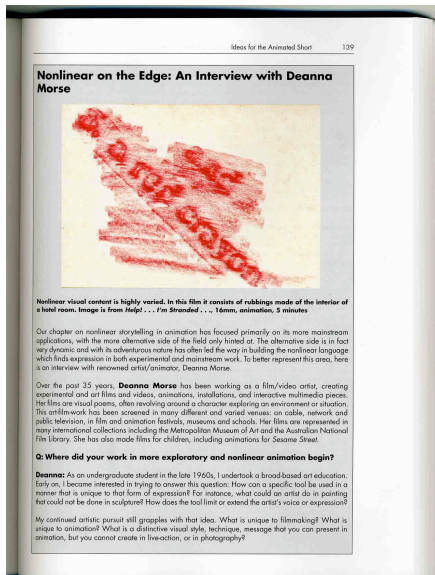 Ideas for the Animated Short 139
Nonlinear on the Edge: An Interview with Deanna
Morse
a ron crayon
Nonlinear visual content is highly varied. In this film it consists of rubbings made of the interior of
a hotel room. Image is from Help! . . . I'm Stranded . . ., 16mm, animation, 5 minutes
Our chapter on nonlinear storytelling in animation has focused primarily on its more mainstream
applications, with the more alternative side of the field only hinted at. The alternative side is in fact
very dynamic and with its adventurous nature has often led the way in building the nonlinear language
which finds expression in both experimental and mainstream work. To better represent this area, here
is an interview with renowned artist/animator, Deanna Morse.
Over the past 35 years, Deanna Morse has been working as a film/video artist, creating
experimental and art films and videos, animations, installations, and interactive multimedia pieces.
Her films are visual poems, often revolving around a character exploring an environment or situation.
This art-film-work has been screened in many different and varied venues: on cable, network and
public television, in film and animation festivals, museums and schools. Her films are represented in
many international collections including the Metropolitan Museum of Art and the Australian National
Film Library. She has also made films for children, including animations for Sesame Street.
Q: Where did your work in more exploratory and nonlinear animation begin?
Deanna: As an undergraduate student in the late 1960s, I undertook a broad-based art education.
Early on, I became interested in trying to answer this question: How can a specific tool be used in a
manner that is unique to that form of expression? For instance, what could an artist do in painting
that could not be done in sculpture? How does the tool limit or extend the artist's voice or expression?
My continued artistic pursuit still grapples with that idea. What is unique to filmmaking? What is
unique to animation? What is a distinctive visual style, technique, message that you can present in
animation, but you cannot create in live-action, or in photography?